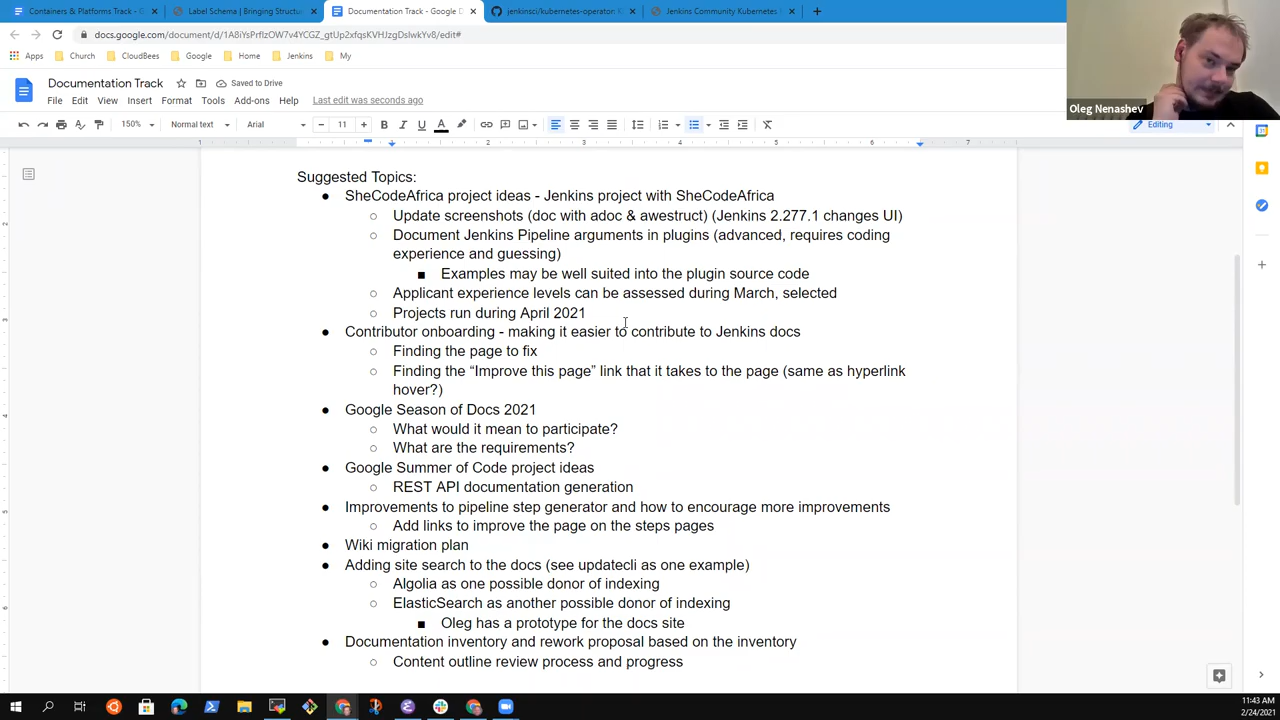 Containers & Platforms Track - G
Label Schema | Bringing Structu
Documentation Track - Google D
jenkinsci/kubernetes-operator: K
Jenkins Community Kubernetes
docs.google.com/document/d/1A8iYsPrflzOW7v4YCGZ_gtUp2xfqsKVHJzgDslwkYv8/edit#
Apps
Church
CloudBees
Google
Home
Jenkins
My
Oleg Nenashev
Documentation Track
Saved to Drive
File Edit View Insert Format Tools Add-ons Help Last edit was seconds ago
150% Normal text Arial 11 B I U A Editing
1 2 3 4 5 6 7
Suggested Topics:
● SheCodeAfrica project ideas - Jenkins project with SheCodeAfrica
○ Update screenshots (doc with adoc & awestruct) (Jenkins 2.277.1 changes UI)
○ Document Jenkins Pipeline arguments in plugins (advanced, requires coding
experience and guessing)
■ Examples may be well suited into the plugin source code
○ Applicant experience levels can be assessed during March, selected
○ Projects run during April 2021
● Contributor onboarding - making it easier to contribute to Jenkins docs
○ Finding the page to fix
○ Finding the “Improve this page” link that it takes to the page (same as hyperlink
hover?)
● Google Season of Docs 2021
○ What would it mean to participate?
○ What are the requirements?
● Google Summer of Code project ideas
○ REST API documentation generation
● Improvements to pipeline step generator and how to encourage more improvements
○ Add links to improve the page on the steps pages
● Wiki migration plan
● Adding site search to the docs (see updatecli as one example)
○ Algolia as one possible donor of indexing
○ ElasticSearch as another possible donor of indexing
■ Oleg has a prototype for the docs site
● Documentation inventory and rework proposal based on the inventory
○ Content outline review process and progress
11:43 AM
2/24/2021